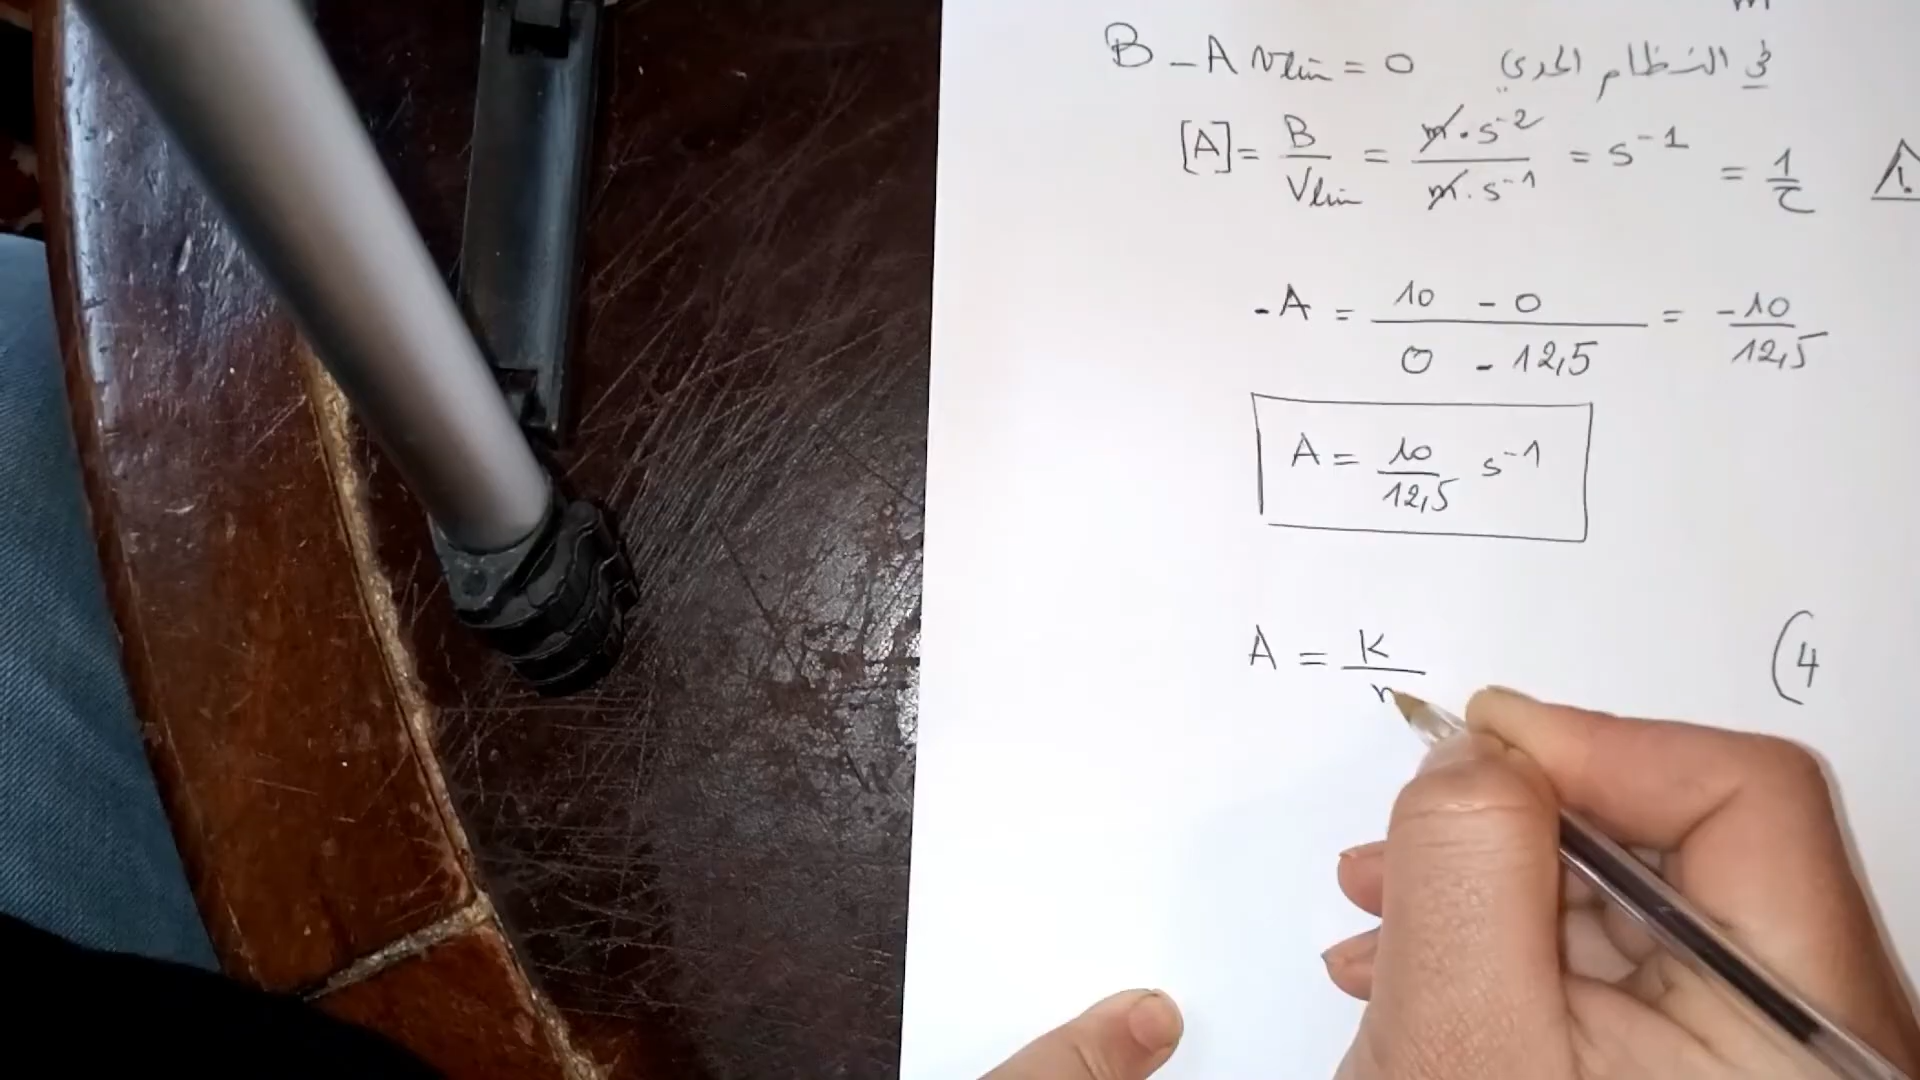 B - A vlim = 0 في النظام الحدي
[A] = B/Vlim = m · s⁻²/m · s⁻¹ = s⁻¹ = 1/τ
-A = 10 - 0/0 - 12,5 = -10/12,5
A = 10/12,5 s⁻¹
A = K/ (4